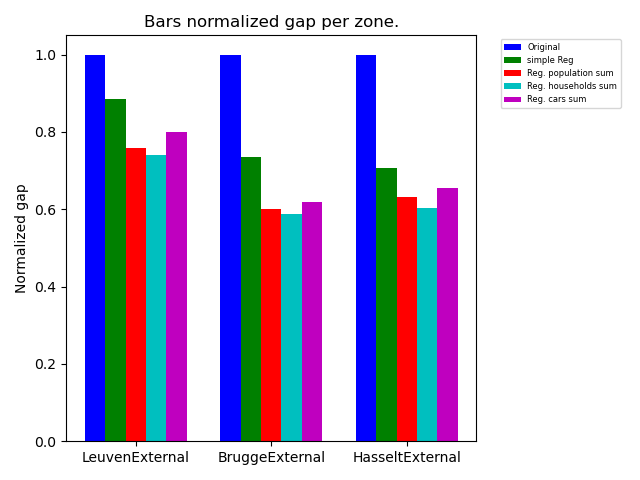 Bars normalized gap per zone.
Original
simple Reg
Reg. population sum
Reg. households sum
Reg. cars sum
Normalized gap
1.0
0.8
0.6
0.4
0.2
0.0
LeuvenExternal BruggeExternal HasseltExternal